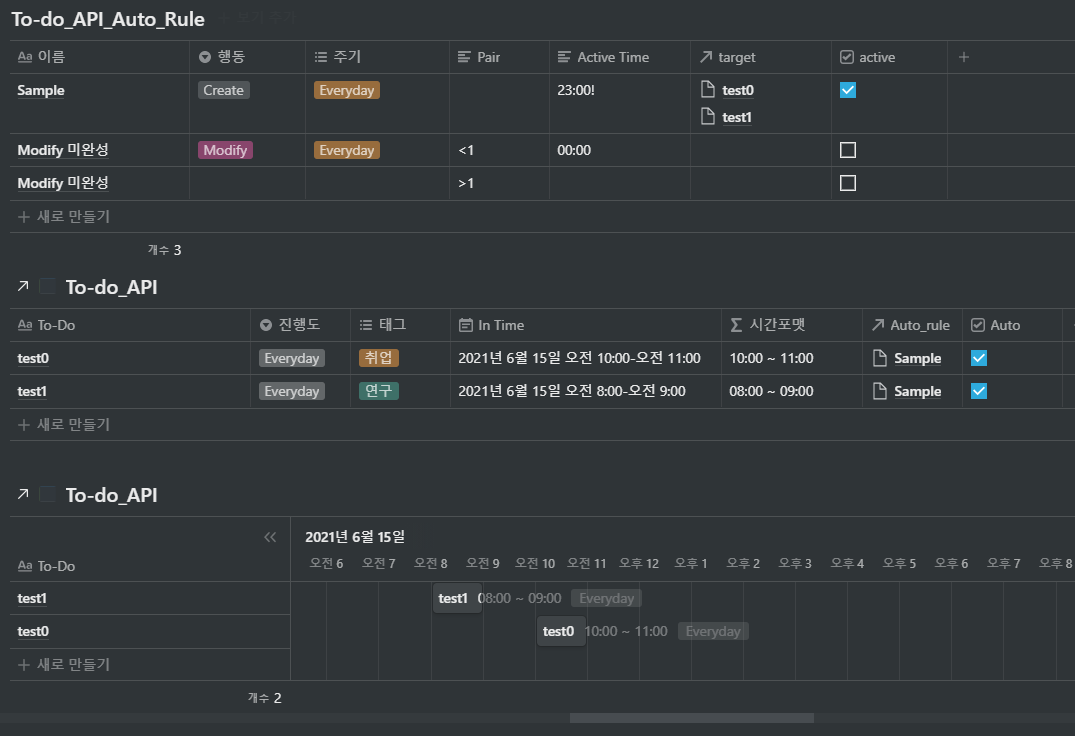 To-do_API_Auto_Rule
Aa 이름 행동 주기 Pair Active Time target active
Sample Create Everyday 23:00! test0
test1
Modify 미완성 Modify Everyday <1 00:00
Modify 미완성 >1
+ 새로 만들기
개수 3
To-do_API
Aa To-Do 진행도 태그 In Time Σ 시간포맷 Auto_rule Auto
test0 Everyday 취업 2021년 6월 15일 오전 10:00-오전 11:00 10:00 ~ 11:00 Sample
test1 Everyday 연구 2021년 6월 15일 오전 8:00-오전 9:00 08:00 ~ 09:00 Sample
+ 새로 만들기
To-do_API
2021년 6월 15일
Aa To-Do 오전 6 오전 7 오전 8 오전 9 오전 10 오전 11 오후 12 오후 1 오후 2 오후 3 오후 4 오후 5 오후 6 오후 7 오후 8
test1 test1 08:00 ~ 09:00 Everyday
test0 test0 10:00 ~ 11:00 Everyday
+ 새로 만들기
개수 2